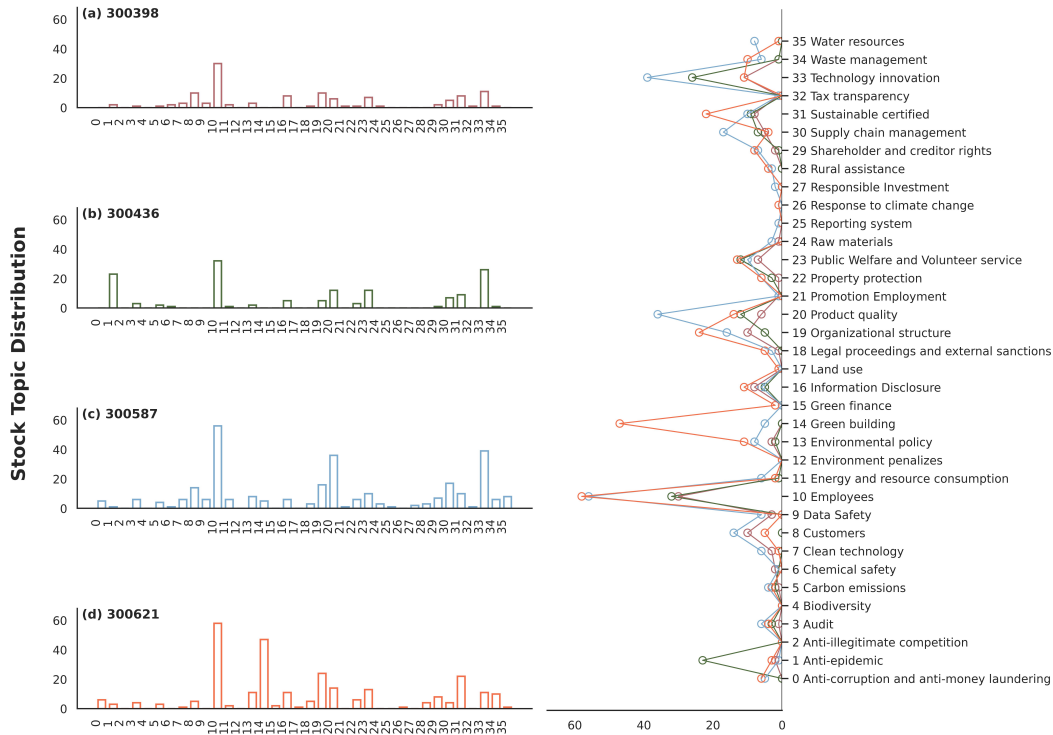 Stock Topic Distribution
(a) 300398
60
40
20
0
0 1 2 3 4 5 6 7 8 9 10 11 12 13 14 15 16 17 18 19 20 21 22 23 24 25 26 27 28 29 30 31 32 33 34 35
(b) 300436
60
40
20
0
0 1 2 3 4 5 6 7 8 9 10 11 12 13 14 15 16 17 18 19 20 21 22 23 24 25 26 27 28 29 30 31 32 33 34 35
(c) 300587
60
40
20
0
0 1 2 3 4 5 6 7 8 9 10 11 12 13 14 15 16 17 18 19 20 21 22 23 24 25 26 27 28 29 30 31 32 33 34 35
(d) 300621
60
40
20
0
0 1 2 3 4 5 6 7 8 9 10 11 12 13 14 15 16 17 18 19 20 21 22 23 24 25 26 27 28 29 30 31 32 33 34 35
35 Water resources
34 Waste management
33 Technology innovation
32 Tax transparency
31 Sustainable certified
30 Supply chain management
29 Shareholder and creditor rights
28 Rural assistance
27 Responsible Investment
26 Response to climate change
25 Reporting system
24 Raw materials
23 Public Welfare and Volunteer service
22 Property protection
21 Promotion Employment
20 Product quality
19 Organizational structure
18 Legal proceedings and external sanctions
17 Land use
16 Information Disclosure
15 Green finance
14 Green building
13 Environmental policy
12 Environment penalizes
11 Energy and resource consumption
10 Employees
9 Data Safety
8 Customers
7 Clean technology
6 Chemical safety
5 Carbon emissions
4 Biodiversity
3 Audit
2 Anti-illegitimate competition
1 Anti-epidemic
0 Anti-corruption and anti-money laundering
60 40 20 0